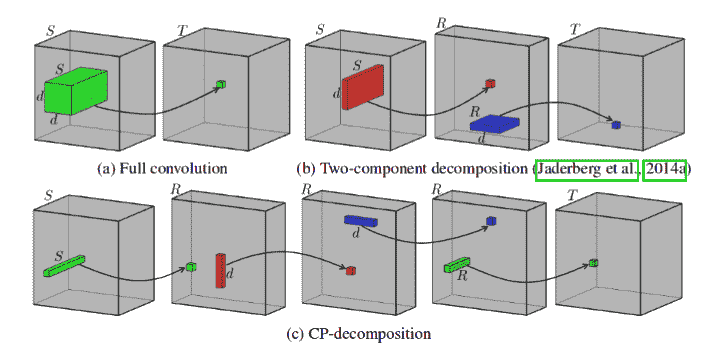 S T S R T
S d d S d R d
(a) Full convolution (b) Two-component decomposition (Jaderberg et al., 2014a)
S R R R T
S d d R
(c) CP-decomposition